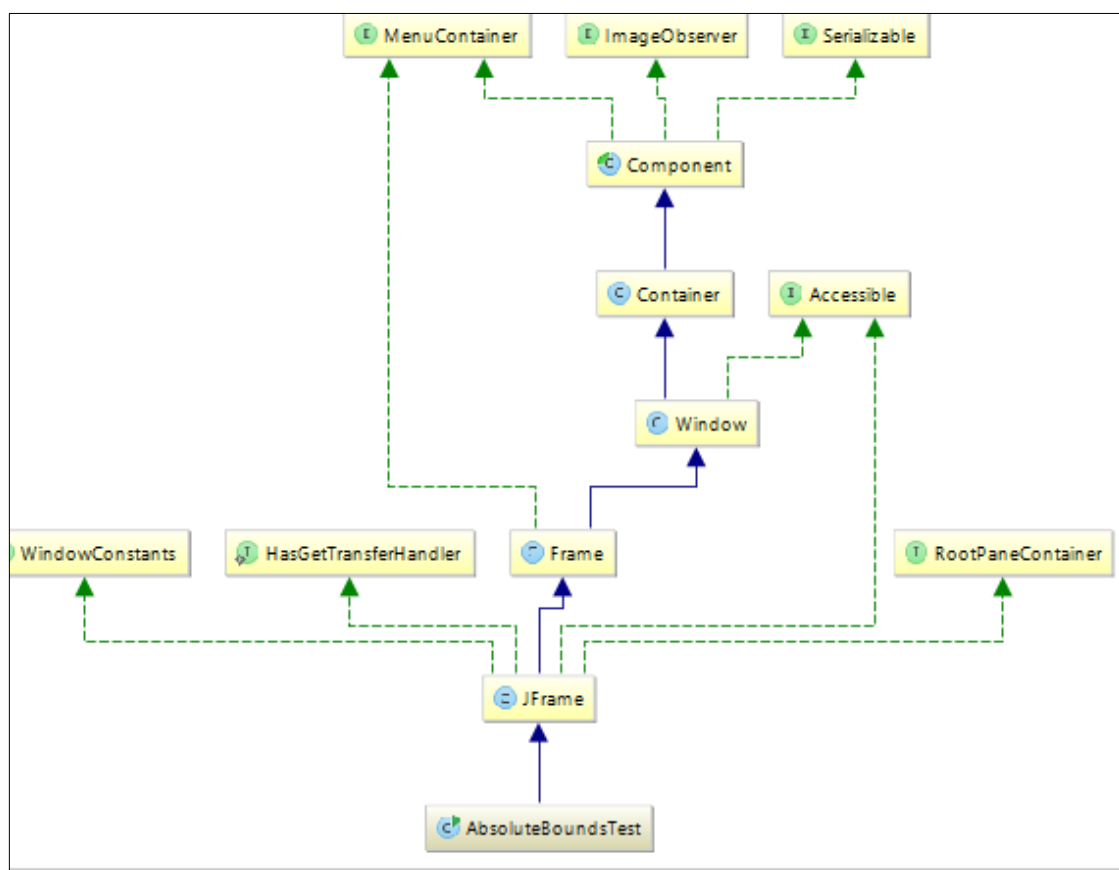 I MenuContainer
I ImageObserver
I Serializable
C Component
C Container
I Accessible
C Window
WindowConstants
I HasGetTransferHandler
Frame
I RootPaneContainer
JFrame
C AbsoluteBoundsTest